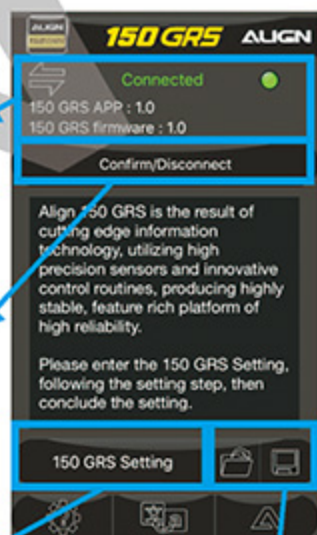 ALIGN
150 GRS ALIGN
Connected
150 GRS APP : 1.0
150 GRS firmware : 1.0
Confirm/Disconnect
Align 150 GRS is the result of
cutting edge information
technology, utilizing high
precision sensors and innovative
control routines, producing highly
stable, feature rich platform of
high reliability.
Please enter the 150 GRS Setting,
following the setting step, then
conclude the setting.
150 GRS Setting